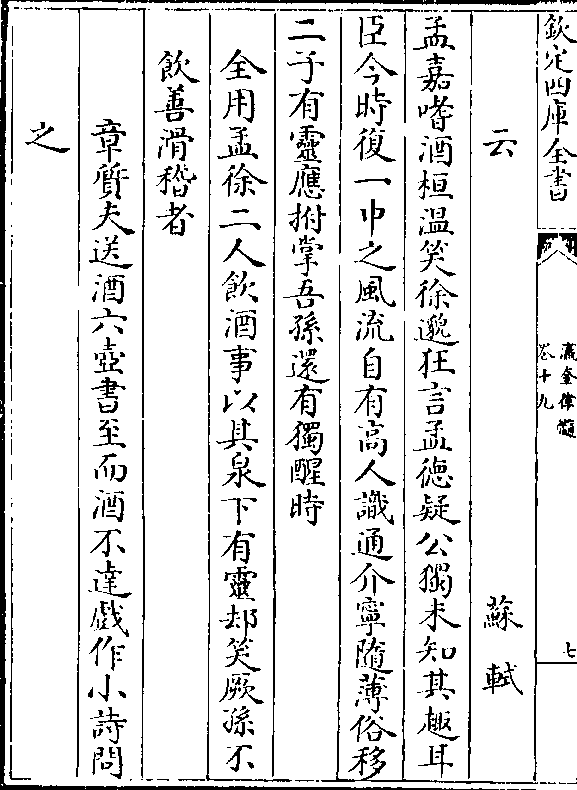 欽定四庫全書
瀛奎律髓
卷十九
七
云
蘇軾
孟嘉嗜酒桓溫笑徐邈狂言孟徳疑公獨未知其趣耳
臣今時復一中之風流自有高人識通介寧隨薄俗移
二子有靈應拊掌吾孫還有獨醒時
全用孟徐二人飲酒事以其泉下有靈却笑厥孫不
飲善滑稽者
章質夫送酒六壺書至而酒不達戲作小詩問
之